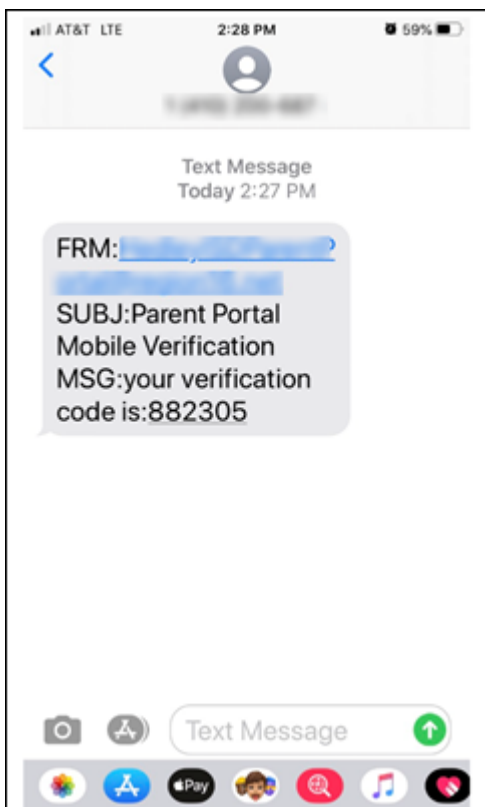 AT&T LTE
2:28 PM
59%
Text Message
Today 2:27 PM
FRM:
SUBJ:Parent Portal
Mobile Verification
MSG:your verification
code is:882305
Text Message
Pay